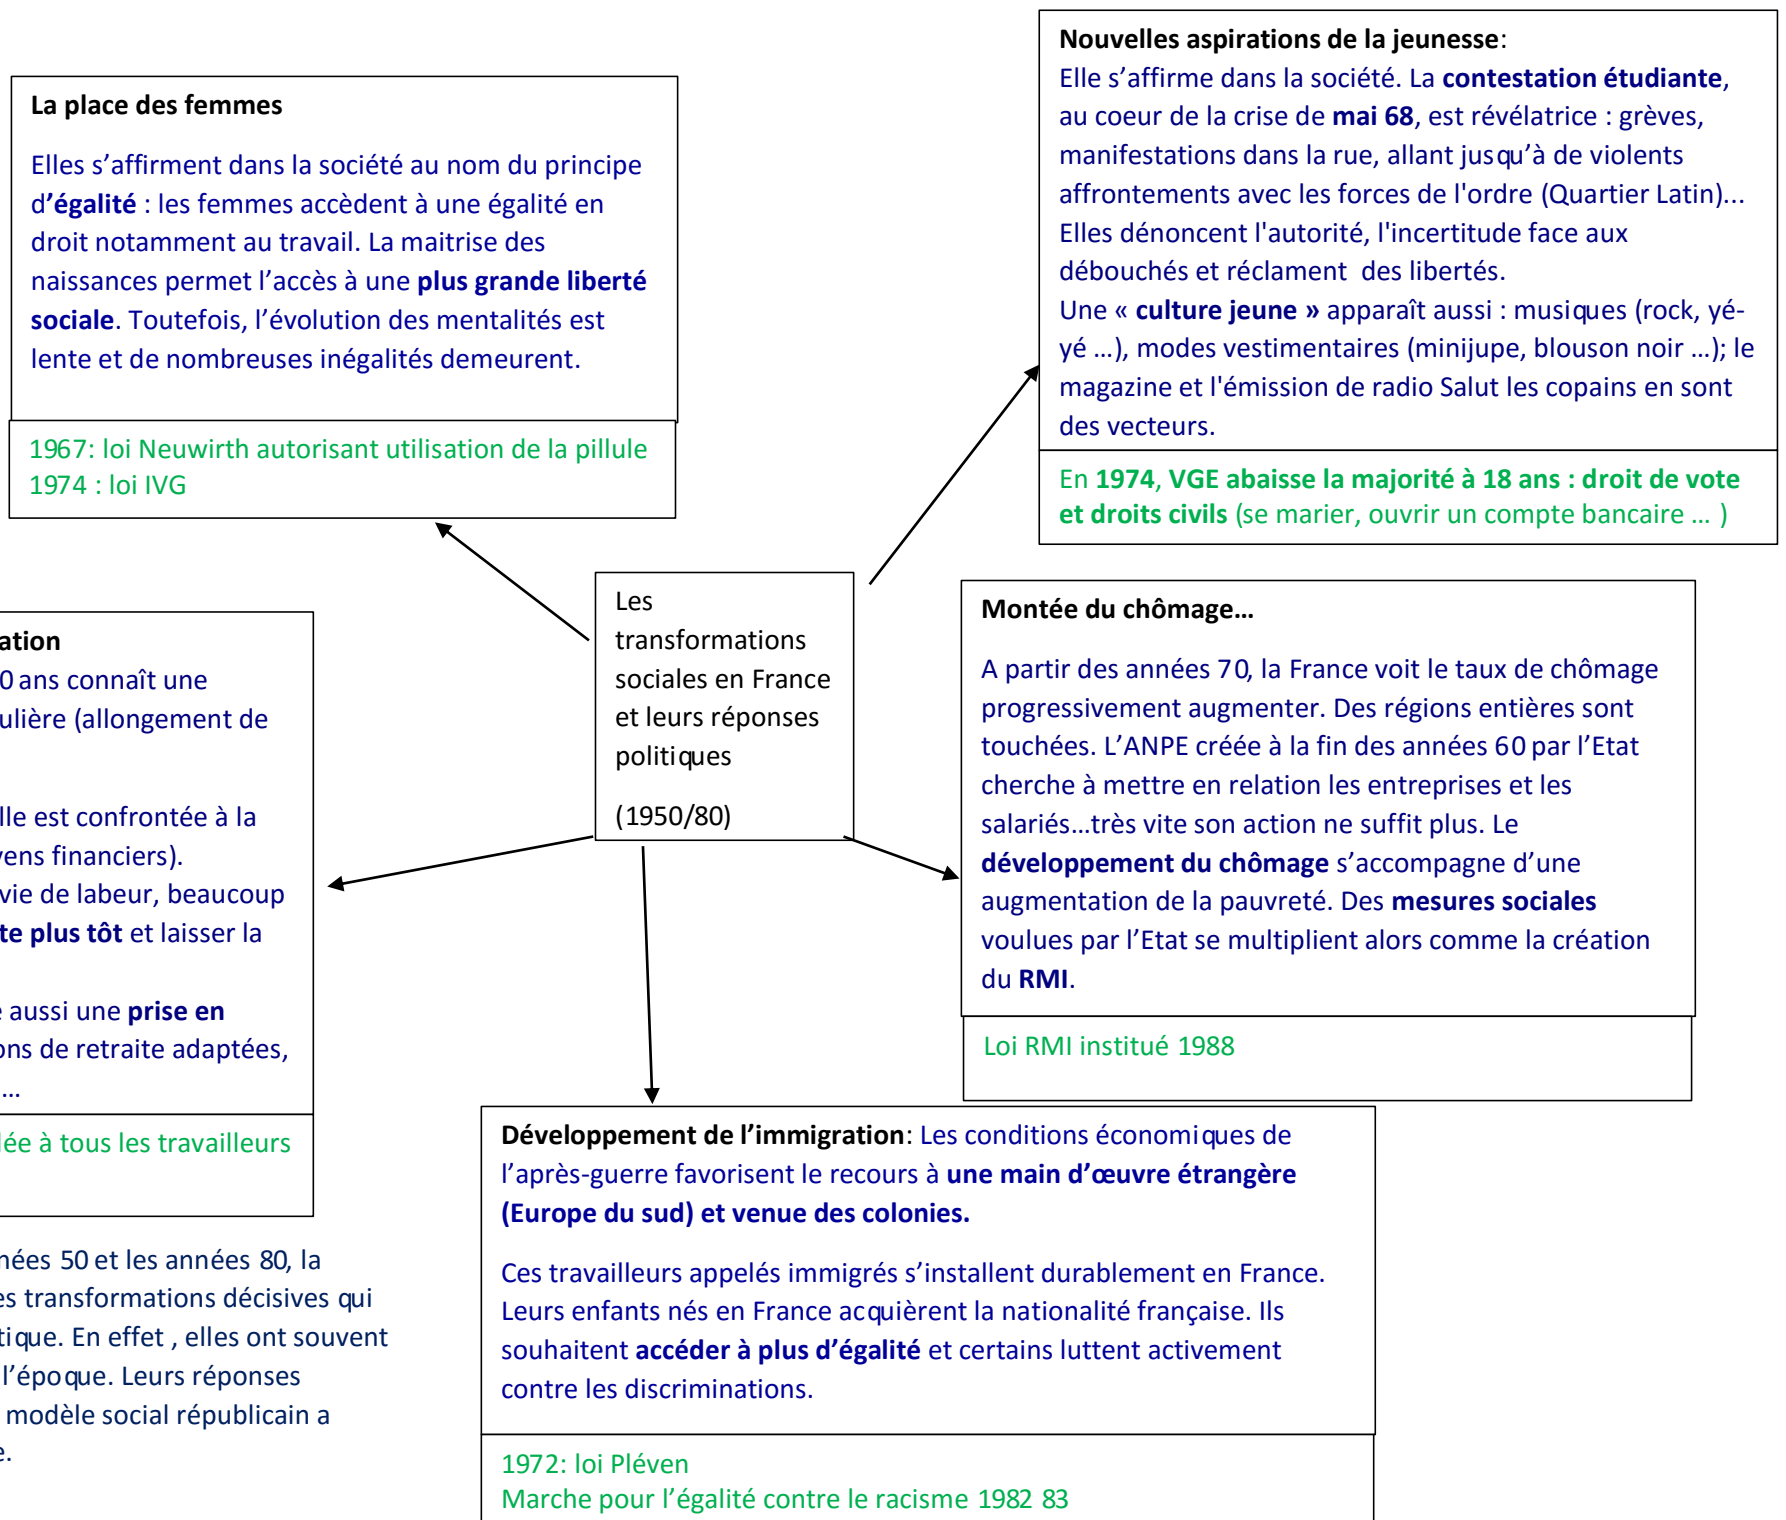 La place des femmes
Elles s’affirment dans la société au nom du principe
d’égalité : les femmes accèdent à une égalité en
droit notamment au travail. La maitrise des
naissances permet l’accès à une plus grande liberté
sociale. Toutefois, l’évolution des mentalités est
lente et de nombreuses inégalités demeurent.
1967: loi Neuwirth autorisant utilisation de la pillule
1974 : loi IVG
Nouvelles aspirations de la jeunesse:
Elle s’affirme dans la société. La contestation étudiante,
au coeur de la crise de mai 68, est révélatrice : grèves,
manifestations dans la rue, allant jusqu’à de violents
affrontements avec les forces de l'ordre (Quartier Latin)...
Elles dénoncent l'autorité, l'incertitude face aux
débouchés et réclament des libertés.
Une « culture jeune » apparaît aussi : musiques (rock, yé-
yé …), modes vestimentaires (minijupe, blouson noir …); le
magazine et l'émission de radio Salut les copains en sont
des vecteurs.
En 1974, VGE abaisse la majorité à 18 ans : droit de vote
et droits civils (se marier, ouvrir un compte bancaire … )
Les
transformations
sociales en France
et leurs réponses
politiques
(1950/80)
ation
0 ans connaît une
ulière (allongement de
lle est confrontée à la
yens financiers).
vie de labeur, beaucoup
te plus tôt et laisser la
e aussi une prise en
ons de retraite adaptées,
…
lée à tous les travailleurs
Montée du chômage…
A partir des années 70, la France voit le taux de chômage
progressivement augmenter. Des régions entières sont
touchées. L’ANPE créée à la fin des années 60 par l’Etat
cherche à mettre en relation les entreprises et les
salariés…très vite son action ne suffit plus. Le
développement du chômage s’accompagne d’une
augmentation de la pauvreté. Des mesures sociales
voulues par l’Etat se multiplient alors comme la création
du RMI.
Loi RMI institué 1988
Développement de l’immigration: Les conditions économiques de
l’après-guerre favorisent le recours à une main d’œuvre étrangère
(Europe du sud) et venue des colonies.
Ces travailleurs appelés immigrés s’installent durablement en France.
Leurs enfants nés en France acquièrent la nationalité française. Ils
souhaitent accéder à plus d’égalité et certains luttent activement
contre les discriminations.
1972: loi Pléven
Marche pour l’égalité contre le racisme 1982 83
nées 50 et les années 80, la
es transformations décisives qui
tique. En effet , elles ont souvent
l’époque. Leurs réponses
modèle social républicain a
e.